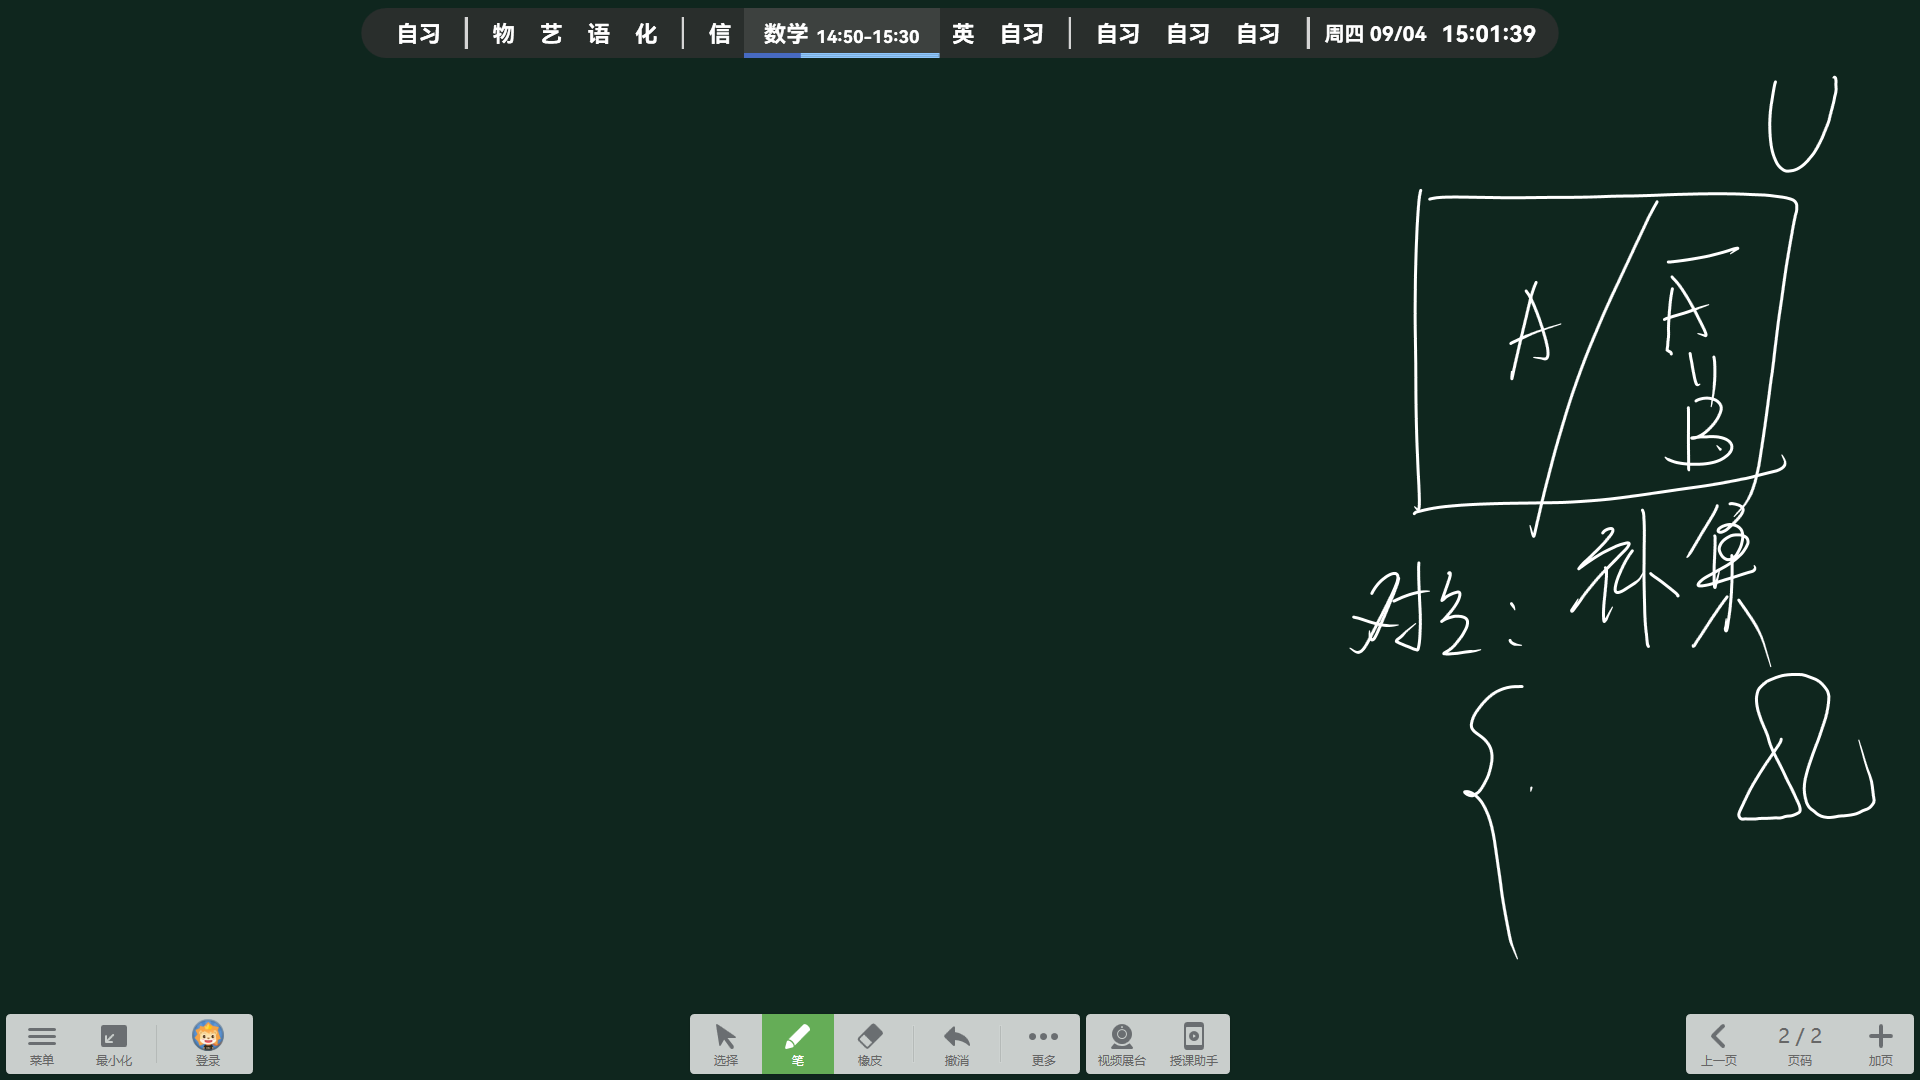 自习 | 物 艺 语 化 | 信 数学 14:50-15:30 英 自习 | 自习 自习 自习 | 周四 09/04 15:01:39
U
A
A
=
B
对立: 补集
{
菜单 最小化 登录 选择 笔 橡皮 撤消 更多 视频展台 授课助手 上一页 2 / 2 页码 加页